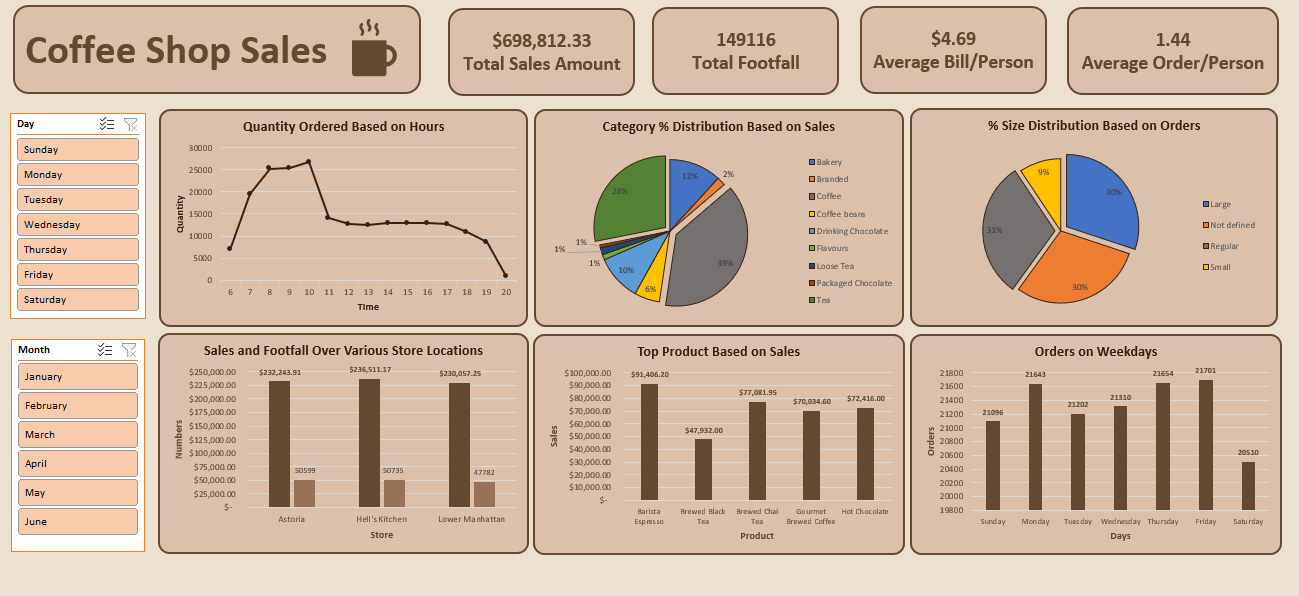 Coffee Shop Sales
$698,812.33
Total Sales Amount
149116
Total Footfall
$4.69
Average Bill/Person
1.44
Average Order/Person
Day
Sunday
Monday
Tuesday
Wednesday
Thursday
Friday
Saturday
Quantity Ordered Based on Hours
30000
25000
20000
15000
10000
5000
0
Quantity
6 7 8 9 10 11 12 13 14 15 16 17 18 19 20
Time
Category % Distribution Based on Sales
12%
2%
39%
6%
10%
1%
1%
1%
28%
Bakery
Branded
Coffee
Coffee beans
Drinking Chocolate
Flavours
Loose Tea
Packaged Chocolate
Tea
% Size Distribution Based on Orders
30%
30%
31%
9%
Large
Not defined
Regular
Small
Month
January
February
March
April
May
June
Sales and Footfall Over Various Store Locations
$250,000.00
$225,000.00
$200,000.00
$175,000.00
$150,000.00
$125,000.00
$100,000.00
$75,000.00
$50,000.00
$25,000.00
$-
Numbers
$232,243.91
50599
$236,511.17
50735
$230,057.25
47782
Astoria
Hell's Kitchen
Lower Manhattan
Store
Top Product Based on Sales
$100,000.00
$90,000.00
$80,000.00
$70,000.00
$60,000.00
$50,000.00
$40,000.00
$30,000.00
$20,000.00
$10,000.00
$-
Sales
$91,406.20
$47,932.00
$77,081.95
$70,034.60
$72,416.00
Barista
Espresso
Brewed Black
Tea
Brewed Chai
Tea
Gourmet
Brewed Coffee
Hot Chocolate
Product
Orders on Weekdays
21800
21600
21400
21200
21000
20800
20600
20400
20200
20000
19800
Orders
21096
21643
21202
21310
21654
21701
20510
Sunday
Monday
Tuesday
Wednesday
Thursday
Friday
Saturday
Days